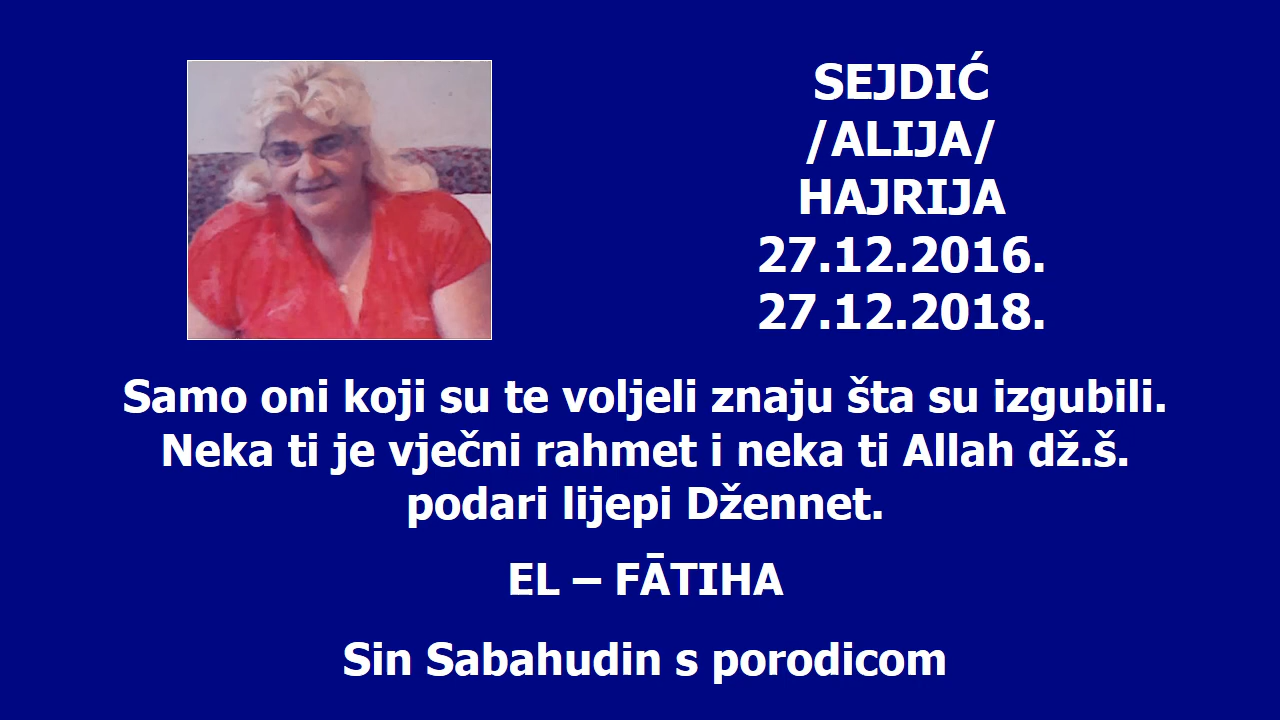 SEJDIĆ
/ALIJA/
HAJRIJA
27.12.2016.
27.12.2018.
Samo oni koji su te voljeli znaju šta su izgubili.
Neka ti je vječni rahmet i neka ti Allah dž.š.
podari lijepi Džennet.
EL – FĀTIHA
Sin Sabahudin s porodicom